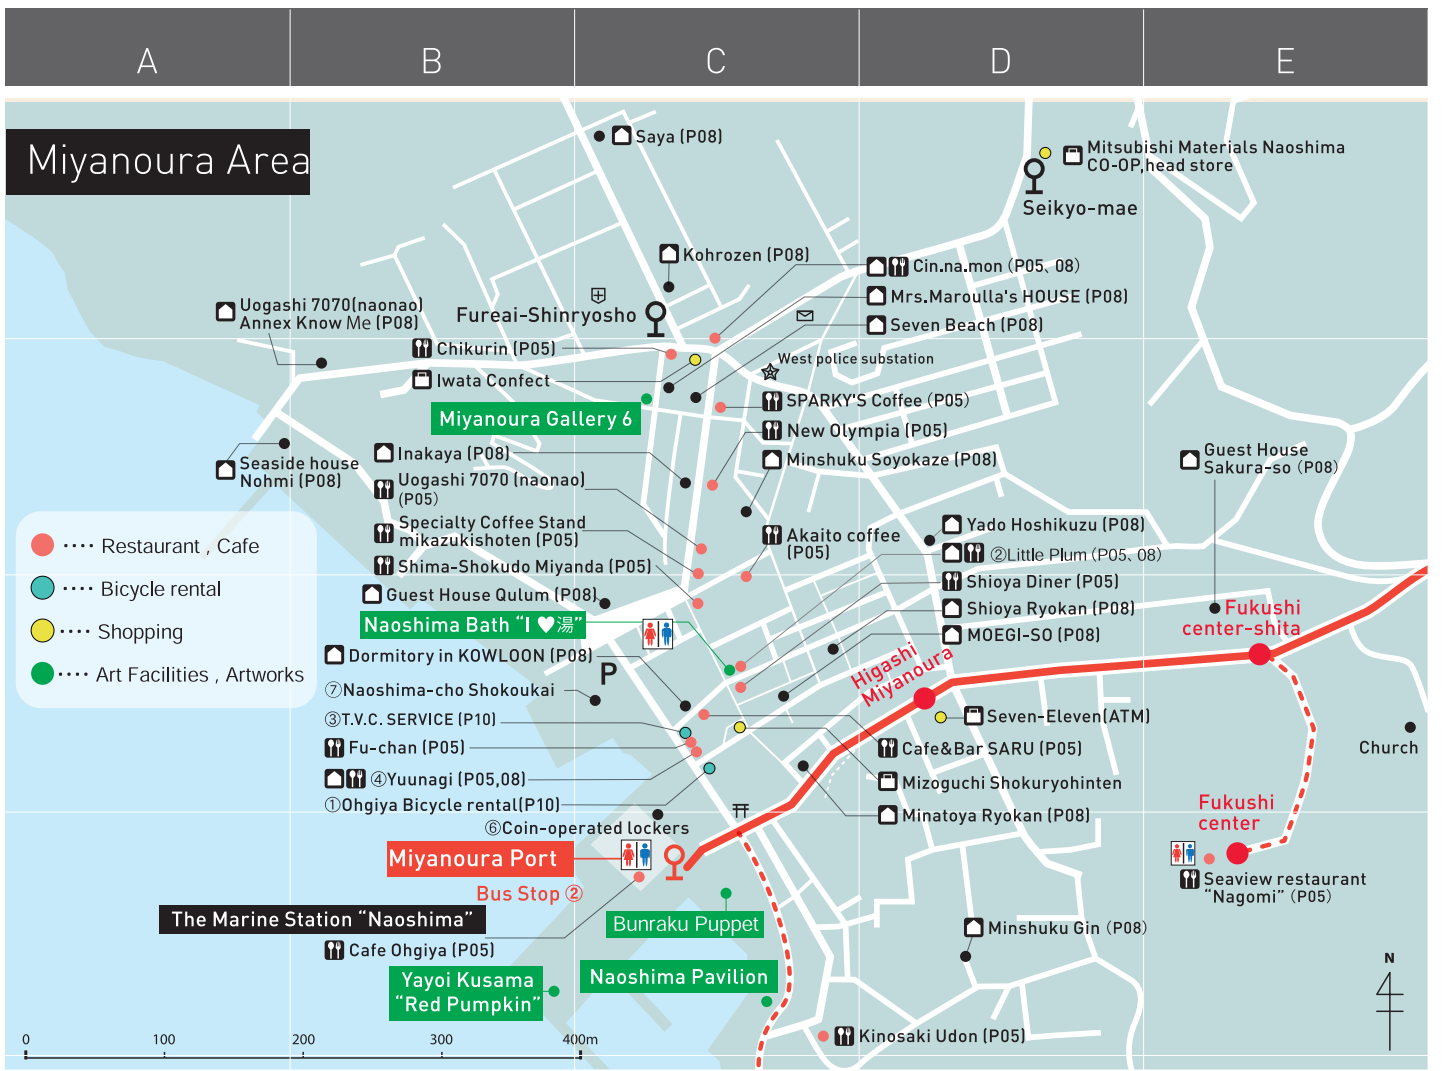 A
B
C
D
E
Miyanoura Area
Saya (P08)
Mitsubishi Materials Naoshima
CO-OP,head store
Seikyo-mae
Kohrozen (P08)
Cin.na.mon (P05、08)
Mrs.Maroulla's HOUSE (P08)
Uogashi 7070(naonao)
Annex Know Me (P08)
Fureai-Shinryosho
Seven Beach (P08)
Chikurin (P05)
West police substation
Iwata Confect
Miyanoura Gallery 6
SPARKY'S Coffee (P05)
New Olympia (P05)
Inakaya (P08)
Minshuku Soyokaze (P08)
Guest House
Sakura-so (P08)
Seaside house
Nohmi (P08)
Uogashi 7070 (naonao)
(P05)
Specialty Coffee Stand
mikazukishoten (P05)
Akaito coffee
(P05)
Yado Hoshikuzu (P08)
②Little Plum (P05、08)
Restaurant , Cafe
Bicycle rental
Shopping
Art Facilities , Artworks
Shima-Shokudo Miyanda (P05)
Shioya Diner (P05)
Guest House Qulum (P08)
Shioya Ryokan (P08)
Fukushi
center-shita
Naoshima Bath “I ♥湯”
MOEGI-SO (P08)
Dormitory in KOWLOON (P08)
P
Higashi
Miyanoura
⑦Naoshima-cho Shokoukai
③T.V.C. SERVICE (P10)
Seven-Eleven(ATM)
Fu-chan (P05)
Cafe&Bar SARU (P05)
Church
④Yuunagi (P05,08)
Mizoguchi Shokuryohinten
①Ohgiya Bicycle rental(P10)
Minatoya Ryokan (P08)
Fukushi
center
⑥Coin-operated lockers
Miyanoura Port
Bus Stop ②
Seaview restaurant
“Nagomi” (P05)
The Marine Station “Naoshima”
Bunraku Puppet
Minshuku Gin (P08)
Cafe Ohgiya (P05)
Yayoi Kusama
“Red Pumpkin”
Naoshima Pavilion
N
Kinosaki Udon (P05)
0
100
200
300
400m